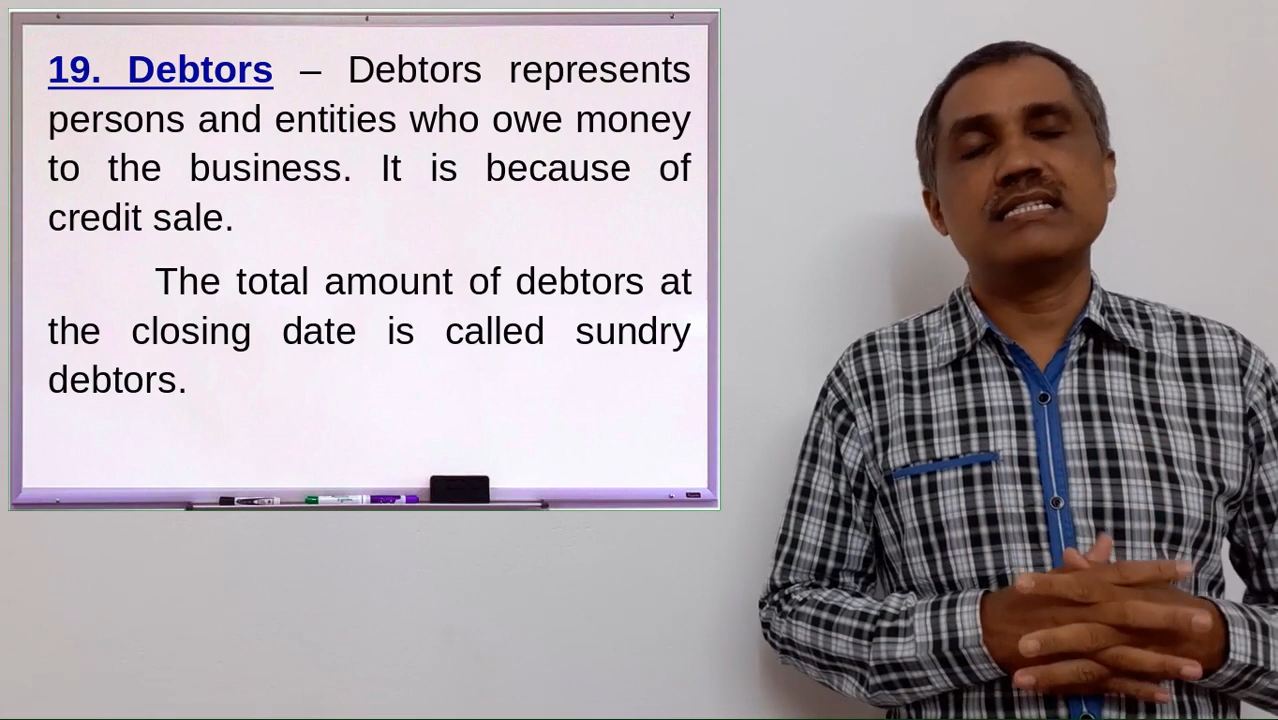 19. Debtors – Debtors represents
persons and entities who owe money
to the business. It is because of
credit sale.
The total amount of debtors at
the closing date is called sundry
debtors.